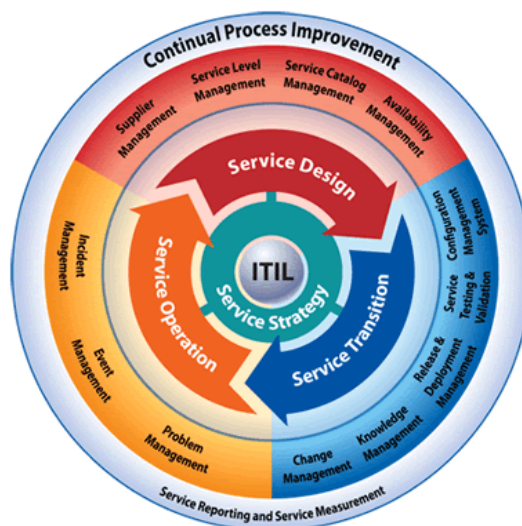 Continual Process Improvement
Supplier
Management
Service Level
Management
Service Catalog
Management
Availability
Management
Service Design
Configuration
Management
System
Service
Testing &
Validation
Release &
Deployment
Management
Knowledge
Management
Change
Management
Service Transition
ITIL
Service Strategy
Service Operation
Incident
Management
Event
Management
Problem
Management
Service Reporting and Service Measurement